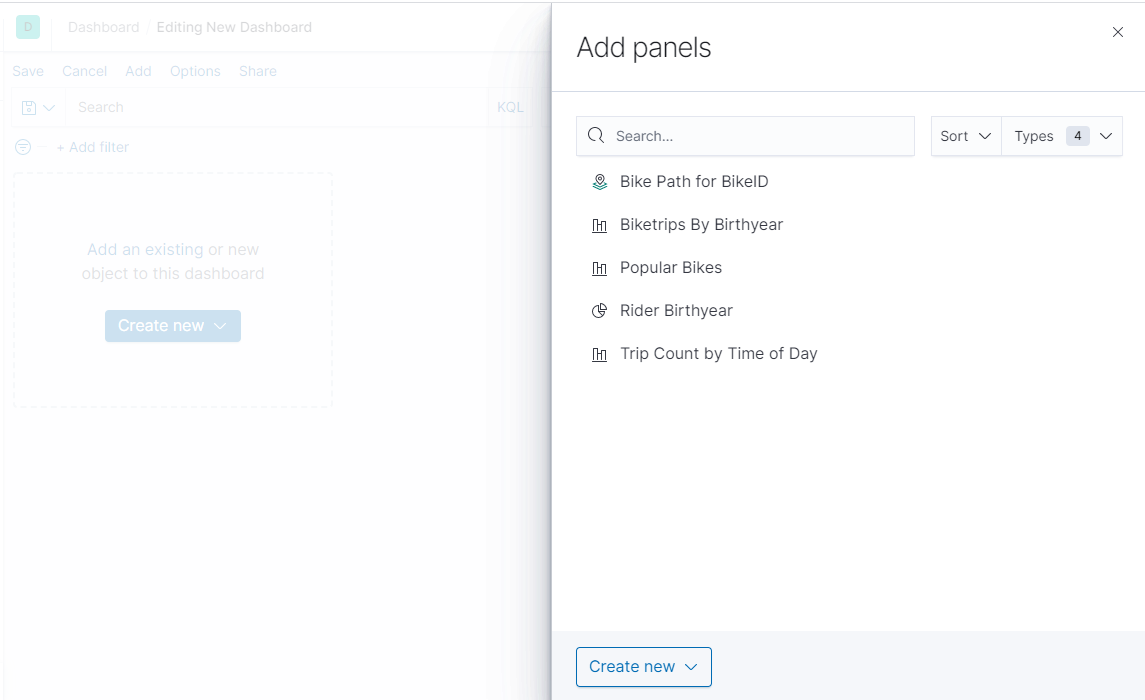 D Dashboard / Editing New Dashboard
Save Cancel Add Options Share
Search KQL
+ Add filter
Add an existing or new
object to this dashboard
Create new
Add panels
Search...
Sort Types 4
Bike Path for BikeID
Biketrips By Birthyear
Popular Bikes
Rider Birthyear
Trip Count by Time of Day
Create new